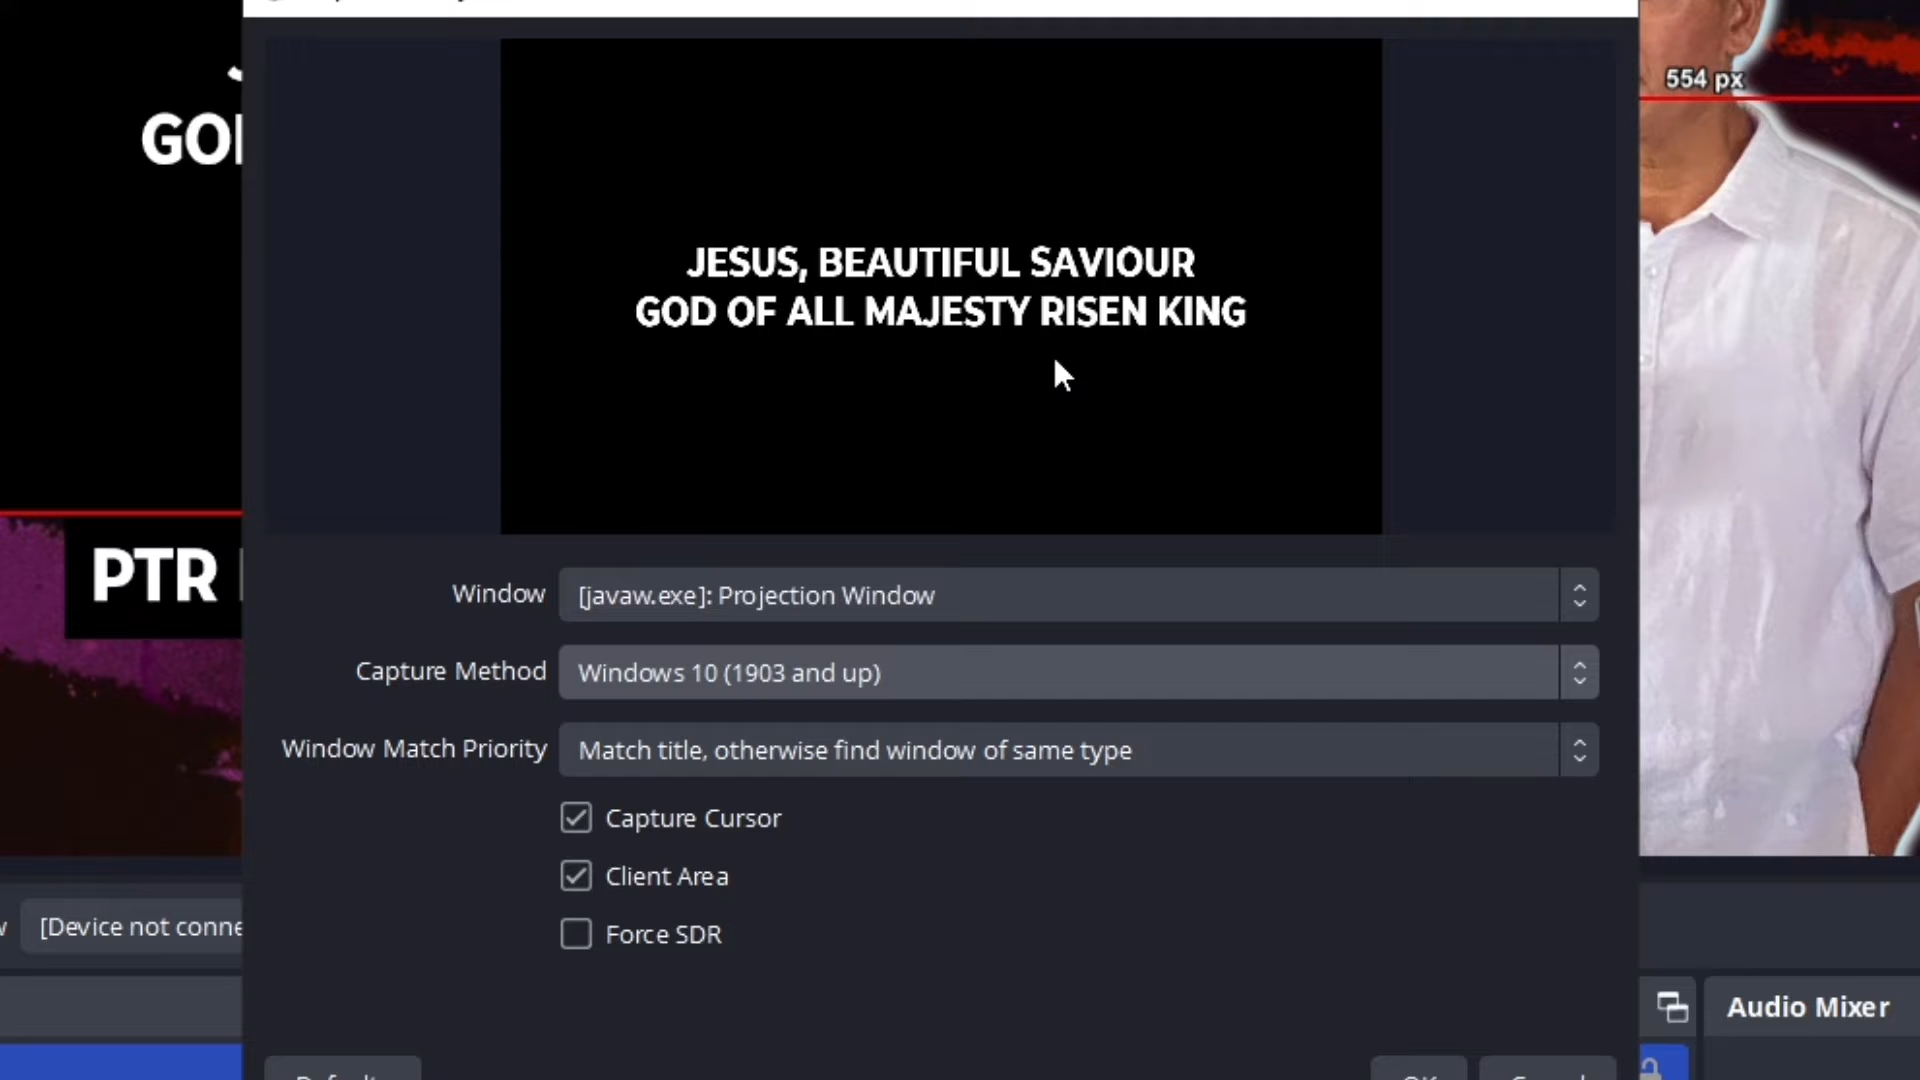 GO
554 px
JESUS, BEAUTIFUL SAVIOUR
GOD OF ALL MAJESTY RISEN KING
PTR
Window [javaw.exe]: Projection Window
Capture Method Windows 10 (1903 and up)
Window Match Priority Match title, otherwise find window of same type
Capture Cursor
Client Area
[Device not conne
Force SDR
Audio Mixer